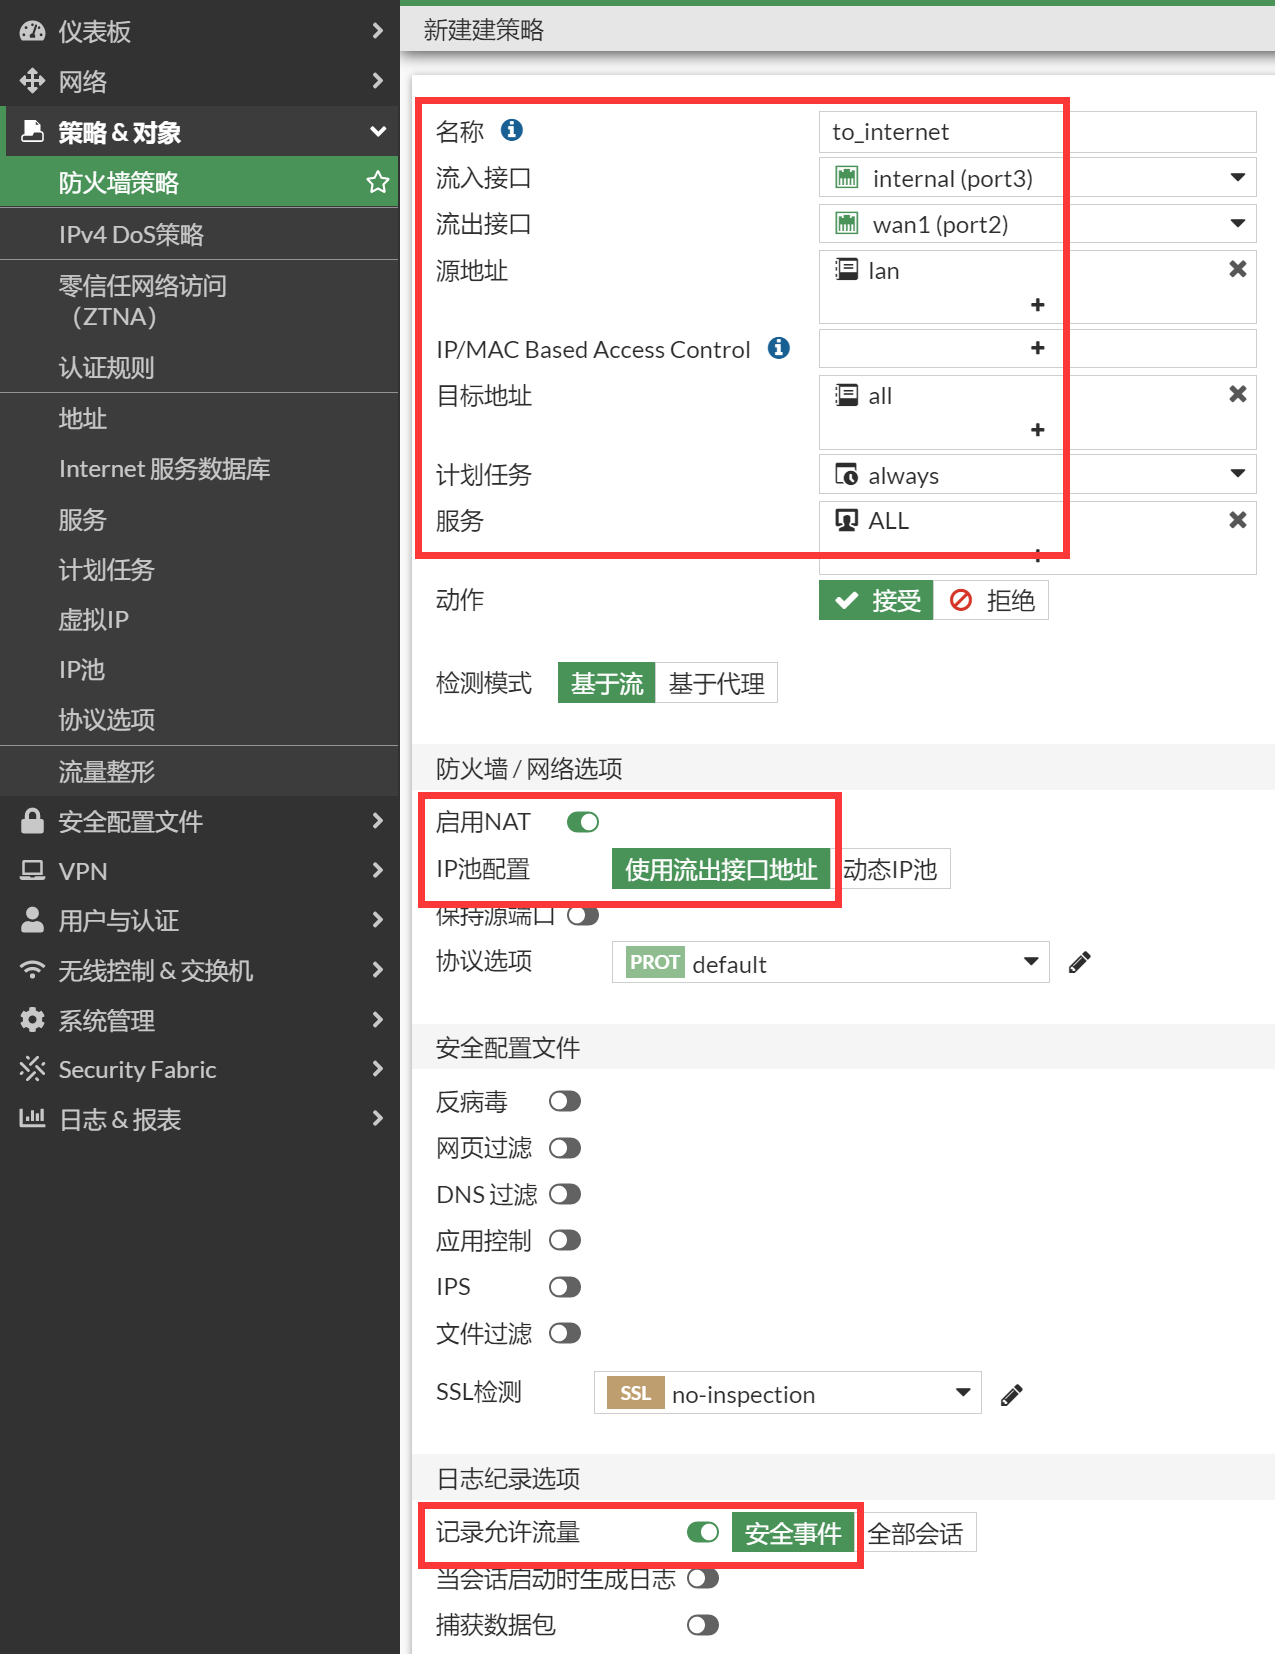 仪表板
网络
策略 & 对象
防火墙策略
IPv4 DoS策略
零信任网络访问
（ZTNA）
认证规则
地址
Internet 服务数据库
服务
计划任务
虚拟IP
IP池
协议选项
流量整形
安全配置文件
VPN
用户与认证
无线控制 & 交换机
系统管理
Security Fabric
日志 & 报表
新建建策略
名称 to_internet
流入接口 internal (port3)
流出接口 wan1 (port2)
源地址 lan
+
IP/MAC Based Access Control +
目标地址 all
+
计划任务 always
服务 ALL
+
动作 接受 拒绝
检测模式 基于流 基于代理
防火墙 / 网络选项
启用NAT
IP池配置 使用流出接口地址 动态IP池
保持源端口
协议选项 PROT default
安全配置文件
反病毒
网页过滤
DNS 过滤
应用控制
IPS
文件过滤
SSL检测 SSL no-inspection
日志纪录选项
记录允许流量 安全事件 全部会话
当会话启动时生成日志
捕获数据包